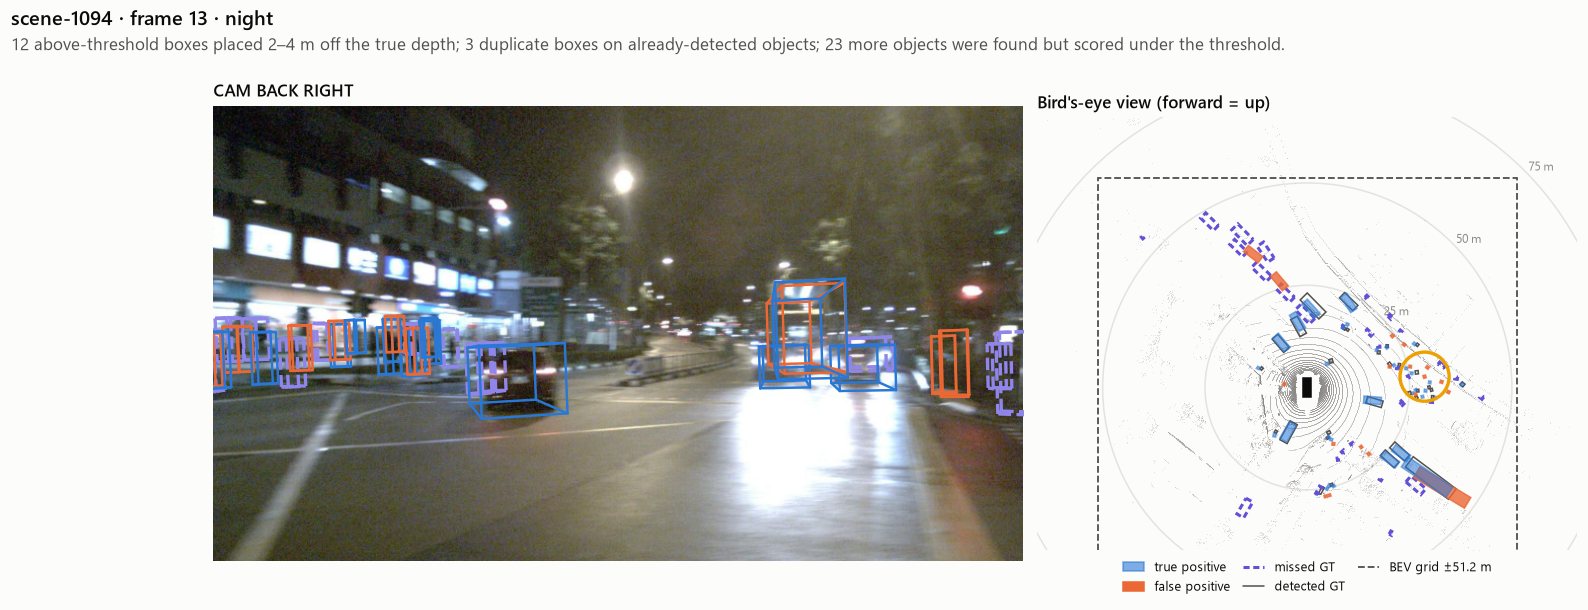 scene-1094 · frame 13 · night
12 above-threshold boxes placed 2–4 m off the true depth; 3 duplicate boxes on already-detected objects; 23 more objects were found but scored under the threshold.
CAM BACK RIGHT
Bird's-eye view (forward = up)
75 m
50 m
25 m
true positive
missed GT
BEV grid ±51.2 m
false positive
detected GT